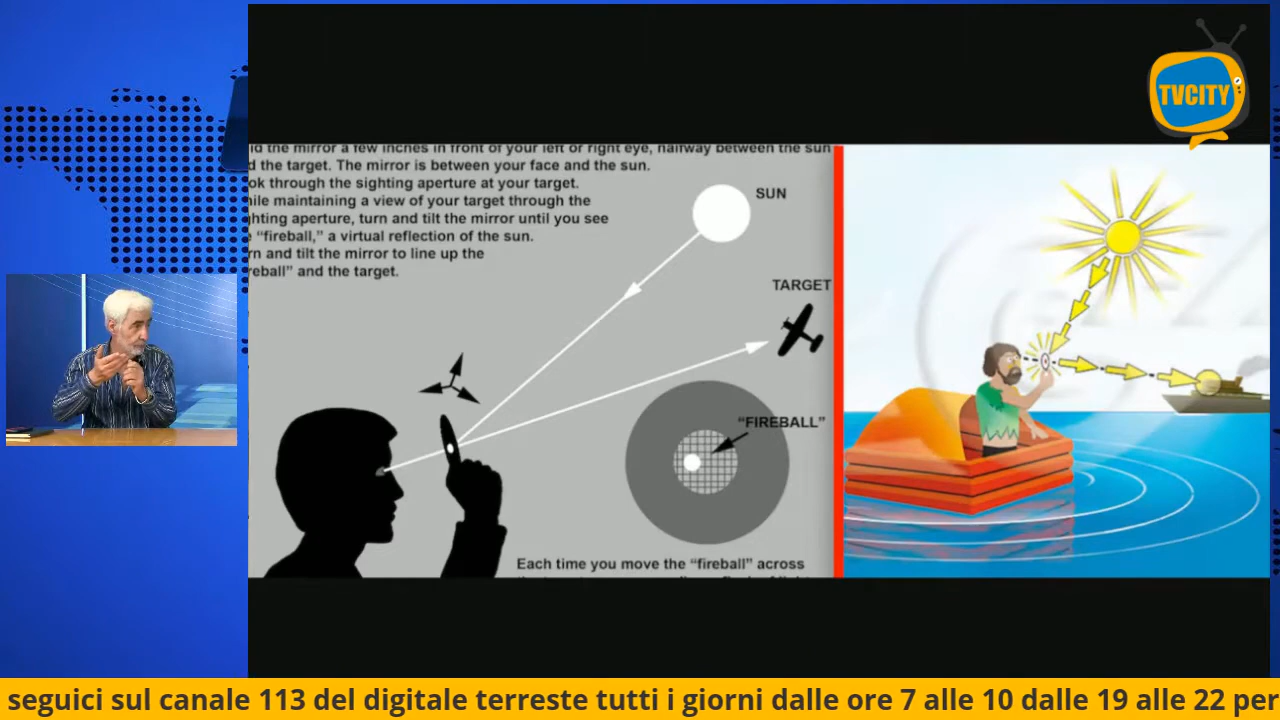 TVCITY
the mirror a few inches in front of your left or right eye, halfway between the sun
the target. The mirror is between your face and the sun.
ok through the sighting aperture at your target.
ile maintaining a view of your target through the
hting aperture, turn and tilt the mirror until you see
“fireball,” a virtual reflection of the sun.
rn and tilt the mirror to line up the
reball” and the target.
SUN
TARGET
“FIREBALL”
Each time you move the “fireball” across
seguici sul canale 113 del digitale terreste tutti i giorni dalle ore 7 alle 10 dalle 19 alle 22 per